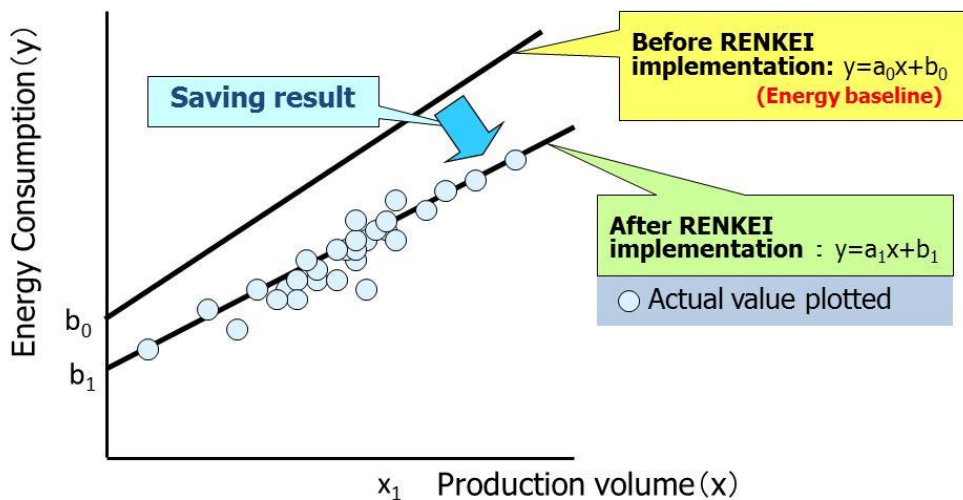 Energy Consumption(y)
Before RENKEI
implementation: y=a₀x+b₀
(Energy baseline)
Saving result
After RENKEI
implementation : y=a₁x+b₁
Actual value plotted
b₀
b₁
x₁ Production volume(x)